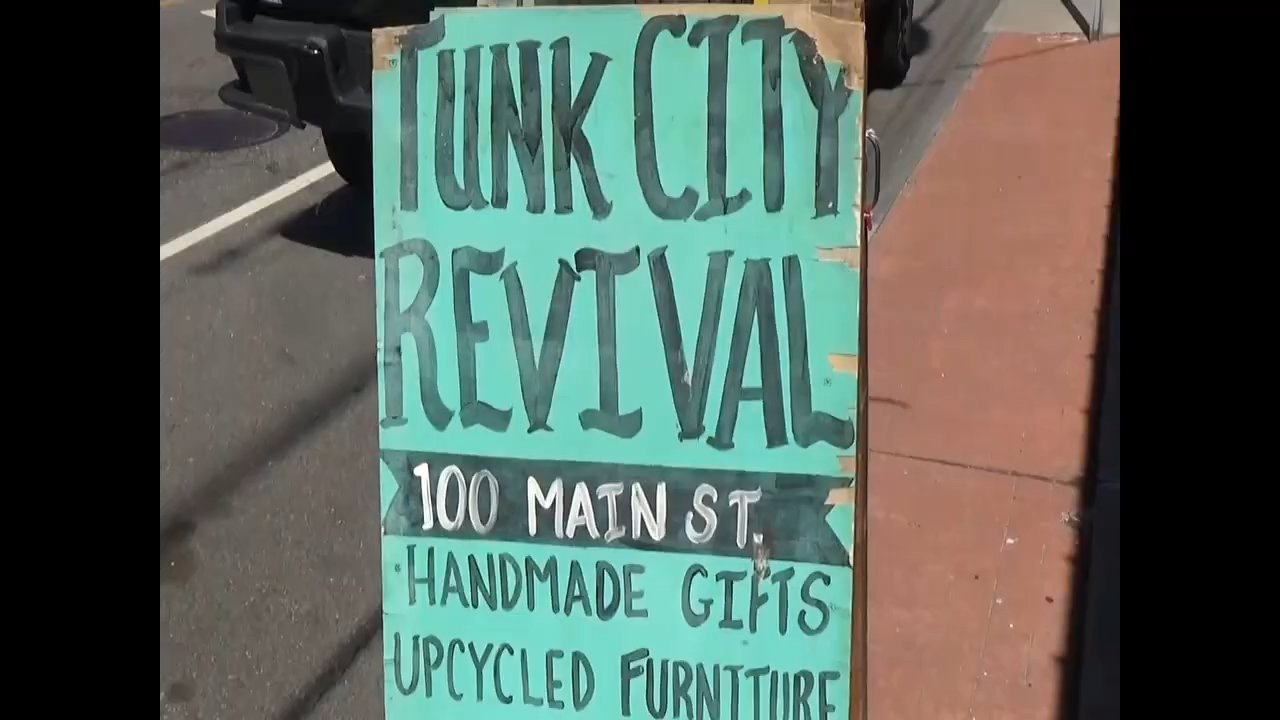 TUNK CITY
REVIVAL
100 MAIN ST.
HANDMADE GIFTS
UPCYCLED FURNITURE